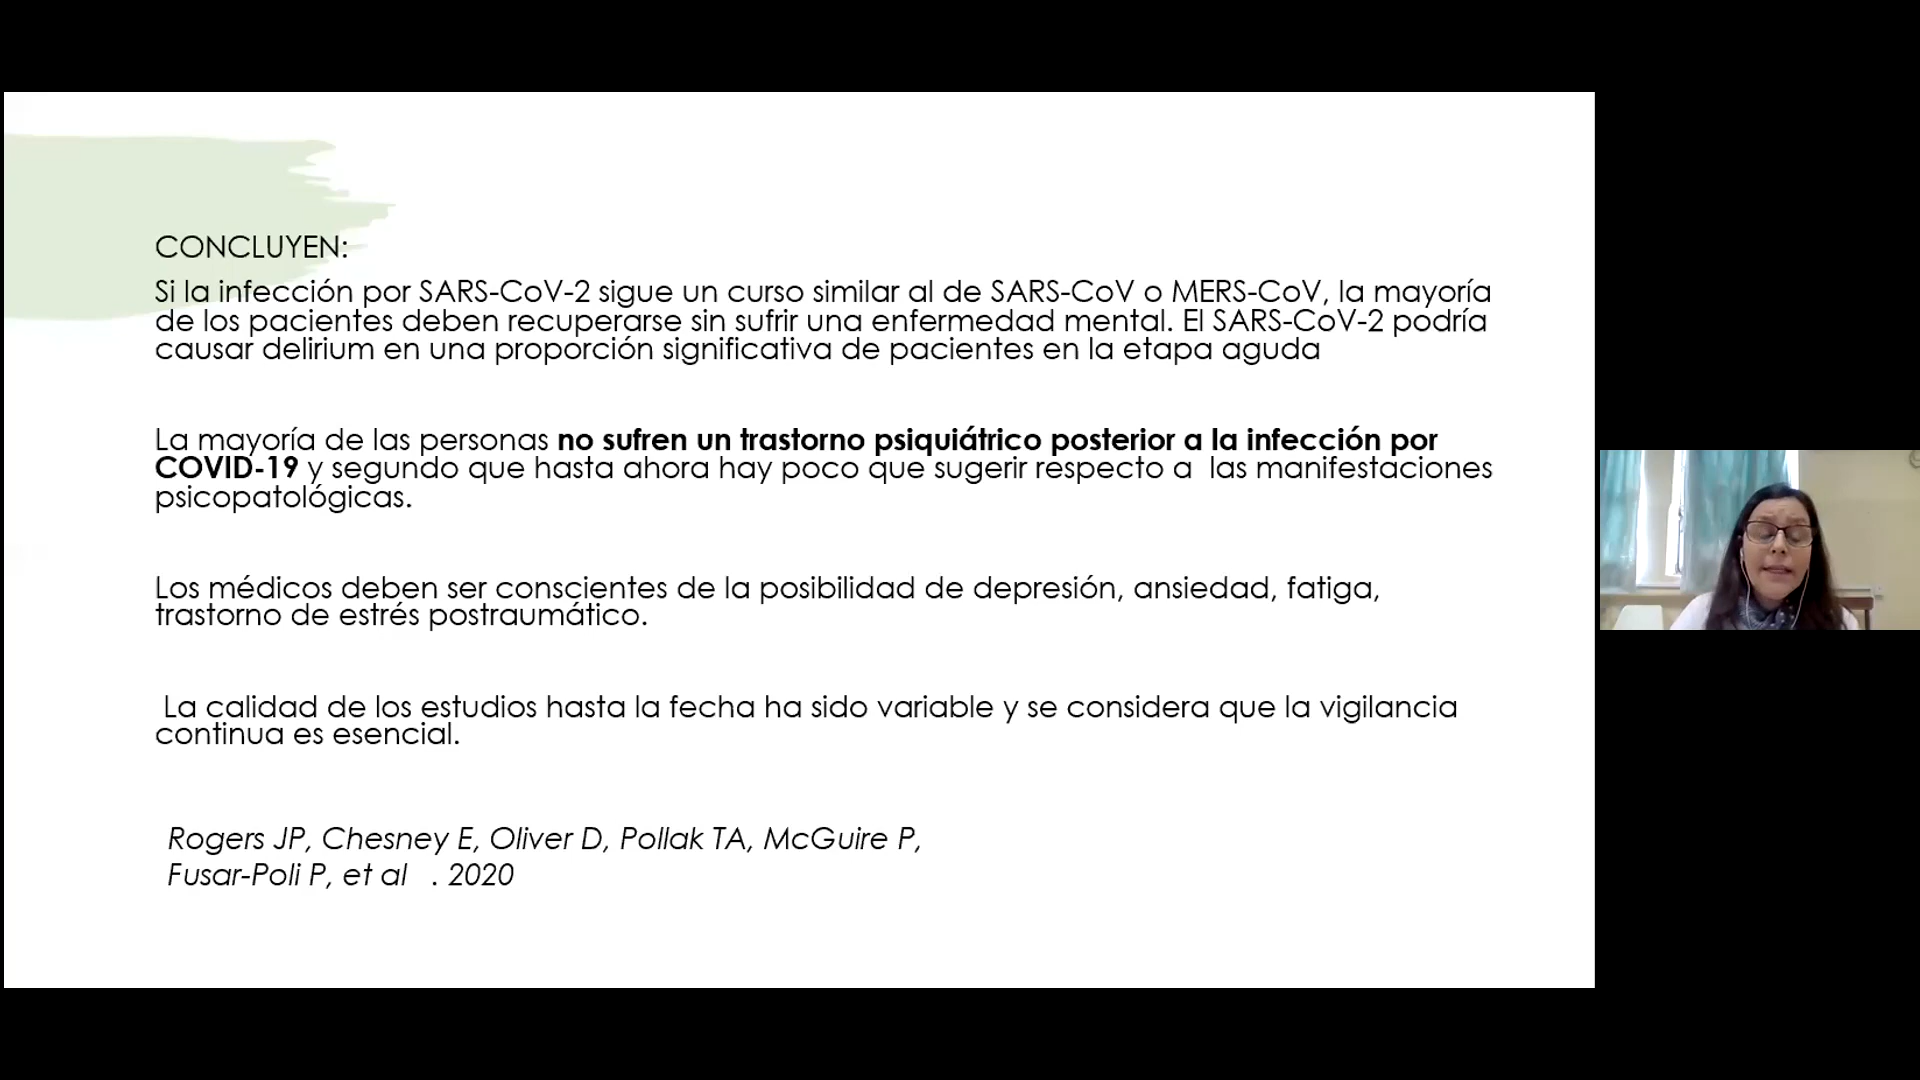 CONCLUYEN:
Si la infección por SARS-CoV-2 sigue un curso similar al de SARS-CoV o MERS-CoV, la mayoría
de los pacientes deben recuperarse sin sufrir una enfermedad mental. El SARS-CoV-2 podría
causar delirium en una proporción significativa de pacientes en la etapa aguda
La mayoría de las personas no sufren un trastorno psiquiátrico posterior a la infección por
COVID-19 y segundo que hasta ahora hay poco que sugerir respecto a  las manifestaciones
psicopatológicas.
Los médicos deben ser conscientes de la posibilidad de depresión, ansiedad, fatiga,
trastorno de estrés postraumático.
La calidad de los estudios hasta la fecha ha sido variable y se considera que la vigilancia
continua es esencial.
Rogers JP, Chesney E, Oliver D, Pollak TA, McGuire P,
Fusar-Poli P, et al   . 2020